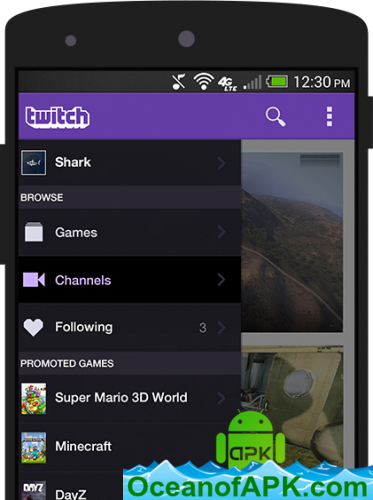 4G
LTE
12:30 PM
twitch
Shark
BROWSE
Games
Channels
Following 3
PROMOTED GAMES
Super Mario 3D World
Minecraft
DAYZ
DayZ
apk
OceanofAPK.com